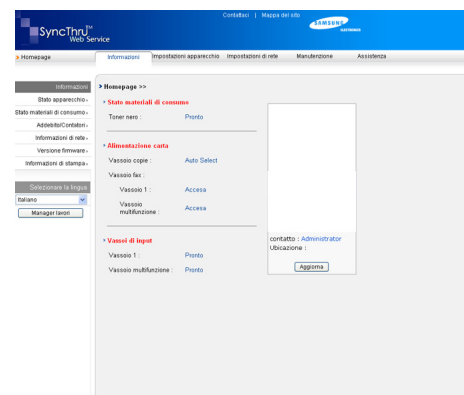 Contattaci | Mappa del sito
SAMSUNG
ELECTRONICS
SyncThru™
Web Service
Homepage
Informazioni
Impostazioni apparecchio
Impostazioni di rete
Manutenzione
Assistenza
Informazioni
Stato apparecchio
Stato materiali di consumo
Addebito/Contatori
Informazioni di rete
Versione firmware
Informazioni di stampa
Selezionare la lingua
Italiano
Manager lavori
Homepage >>
Stato materiali di consumo
Toner nero : Pronto
Alimentazione carta
Vassoio copie : Auto Select
Vassoio fax :
Vassoio 1 : Accesa
Vassoio
multifunzione : Accesa
Vassoi di input
Vassoio 1 : Pronto
Vassoio multifunzione : Pronto
contatto : Administrator
Ubicazione :
Aggiorna